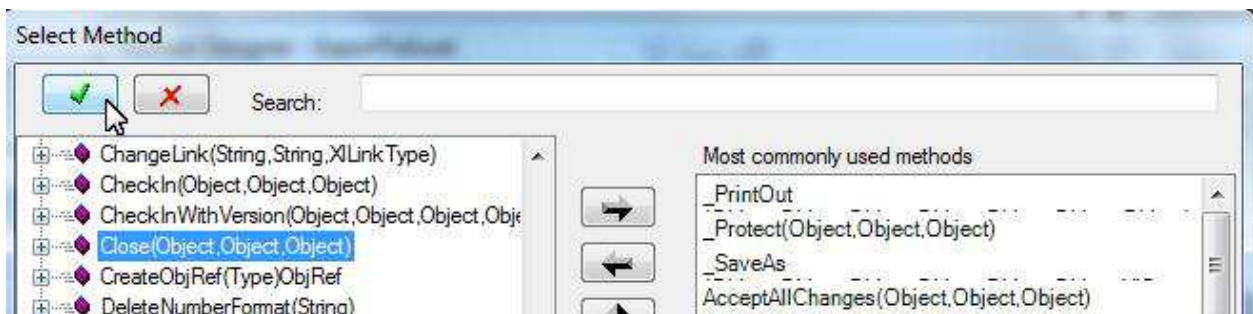 Select Method
Search:
ChangeLink(String,String,XlLinkType)
CheckIn(Object,Object,Object)
CheckInWithVersion(Object,Object,Object,Obje
Close(Object,Object,Object)
CreateObjRef(Type)ObjRef
DeleteNumberFormat(String)
Most commonly used methods
_PrintOut
_Protect(Object,Object,Object)
_SaveAs
AcceptAllChanges(Object,Object,Object)